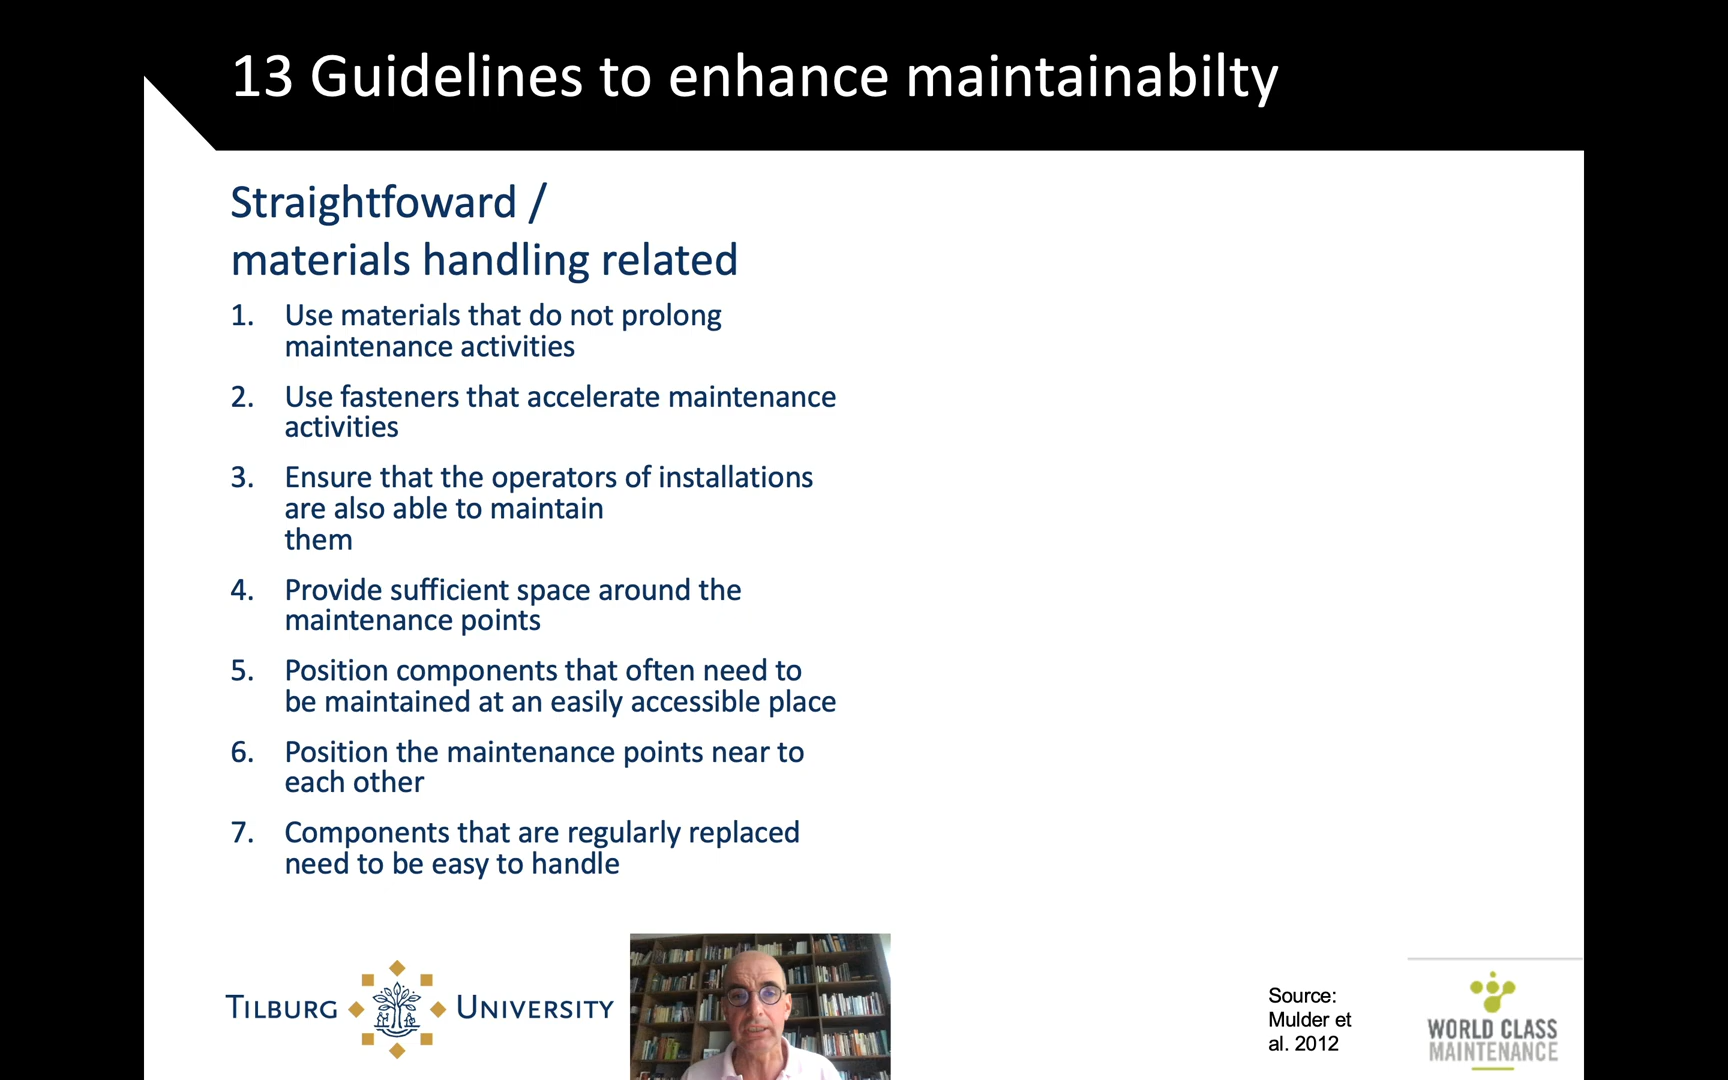 13 Guidelines to enhance maintainabilty
Straightfoward /
materials handling related
1. Use materials that do not prolong
maintenance activities
2. Use fasteners that accelerate maintenance
activities
3. Ensure that the operators of installations
are also able to maintain
them
4. Provide sufficient space around the
maintenance points
5. Position components that often need to
be maintained at an easily accessible place
6. Position the maintenance points near to
each other
7. Components that are regularly replaced
need to be easy to handle
TILBURG UNIVERSITY
Source:
Mulder et
al. 2012
WORLD CLASS
MAINTENANCE